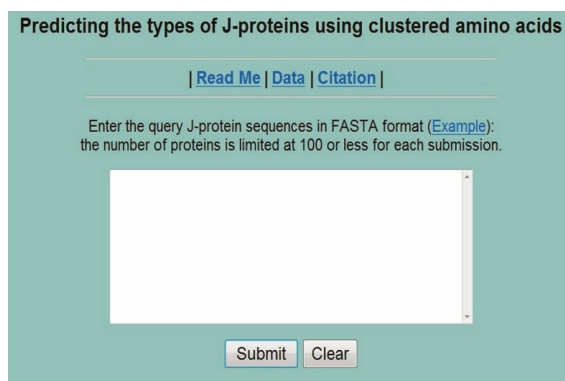 Predicting the types of J-proteins using clustered amino acids
| Read Me | Data | Citation |
Enter the query J-protein sequences in FASTA format (Example):
the number of proteins is limited at 100 or less for each submission.
Submit Clear